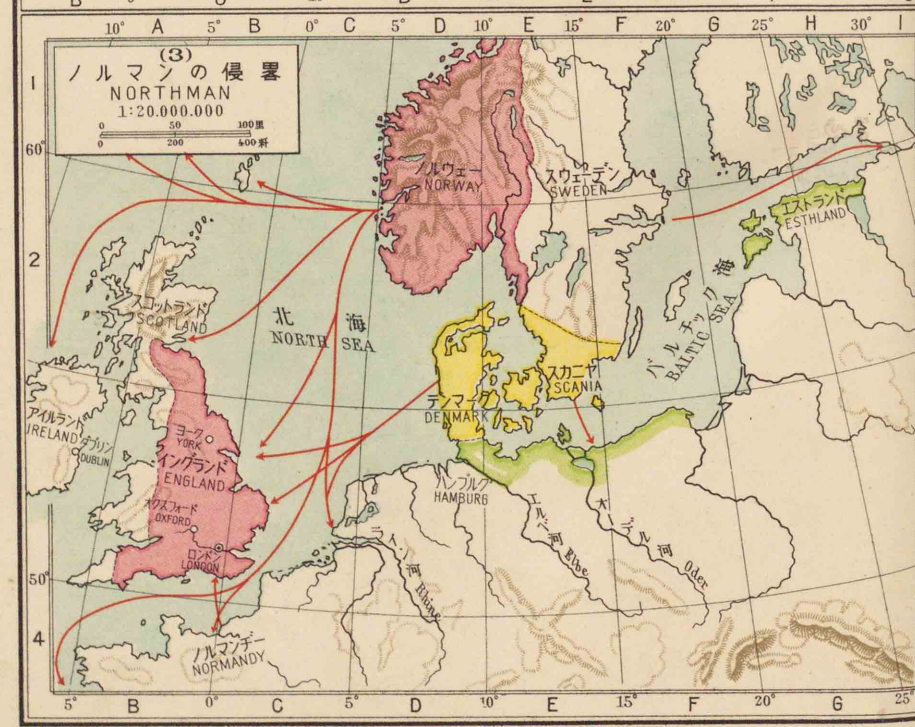 10° A 5° B 0° C 5° D 10° E 15° F 20° G 25° H 30° I
(3)
ノルマンの侵畧
NORTHMAN
1:20.000.000
0 50 100里
0 200 400粁
1
60°
2
50°
4
ノルウェー
NORWAY
スウェーデン
SWEDEN
エストランド
ESTHLAND
スコットランド
SCOTLAND
北海
NORTH SEA
バルチック海
BALTIC SEA
スカニヤ
SCANIA
デンマーク
DENMARK
アイルランド
IRELAND
ダブリン
DUBLIN
ヨーク
YORK
イングランド
ENGLAND
オクスフォード
OXFORD
ロンドン
LONDON
ハンブルグ
HAMBURG
エルベ河 Elbe
オーデル河 Oder
ライン河 Rhine
ノルマンデー
NORMANDY
5° B 0° C 5° D 10° E 15° F 20° G 25°